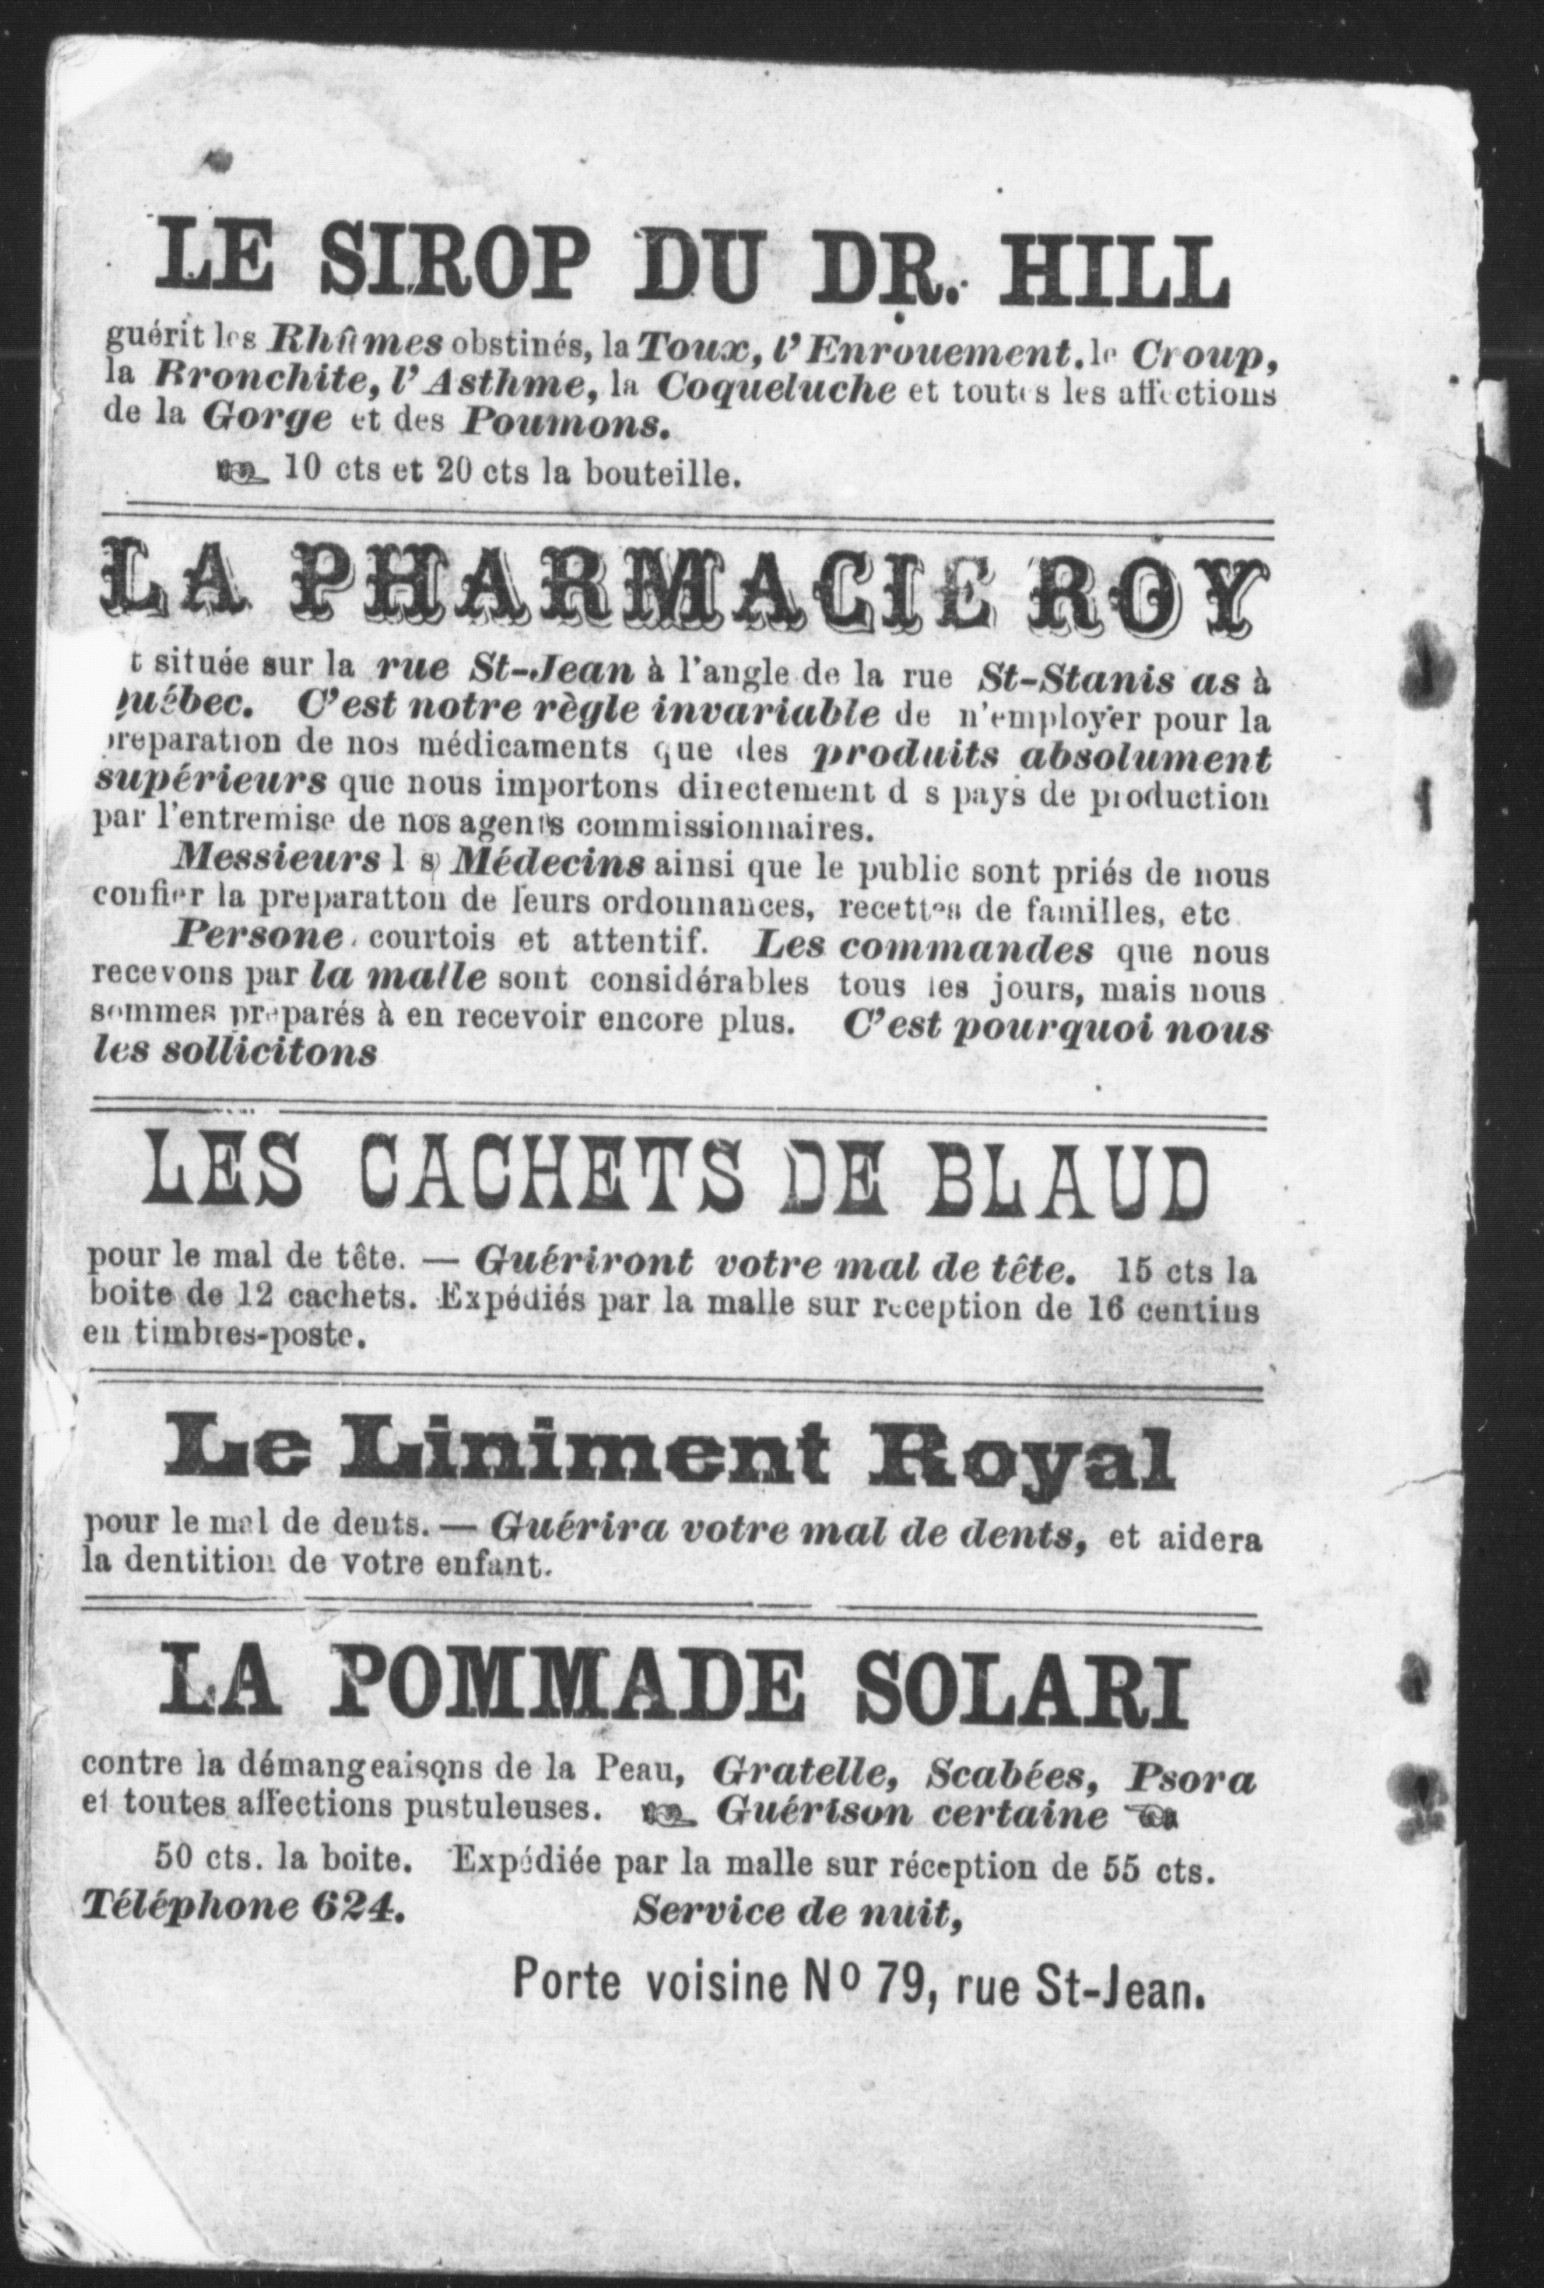 LE SIROP DU DR. HILL
guérit les Rhûmes obstinés, la Toux, l'Enrouement, le Croup,
la Bronchite, l'Asthme, la Coqueluche et toutes les affections
de la Gorge et des Poumons.
☞ 10 cts et 20 cts la bouteille.
LA PHARMACIE ROY
t située sur la rue St-Jean à l'angle de la rue St-Stanis as à
Québec. C'est notre règle invariable de n'employer pour la
preparation de nos médicaments que des produits absolument
supérieurs que nous importons directement d s pays de production
par l'entremise de nos agents commissionnaires.
Messieurs l s Médecins ainsi que le public sont priés de nous
confier la preparatton de leurs ordonnances, recettes de familles, etc
Persone courtois et attentif. Les commandes que nous
recevons par la malle sont considérables tous les jours, mais nous
sommes préparés à en recevoir encore plus. C'est pourquoi nous
les sollicitons
LES CACHETS DE BLAUD
pour le mal de tête. — Guériront votre mal de tête. 15 cts la
boite de 12 cachets. Expédiés par la malle sur reception de 16 centins
en timbres-poste.
Le Liniment Royal
pour le mal de dents. — Guérira votre mal de dents, et aidera
la dentition de votre enfant.
LA POMMADE SOLARI
contre la démangeaisons de la Peau, Gratelle, Scabées, Psora
et toutes affections pustuleuses. ☞ Guérison certaine ☜
50 cts. la boite. Expédiée par la malle sur réception de 55 cts.
Téléphone 624. Service de nuit,
Porte voisine No 79, rue St-Jean.